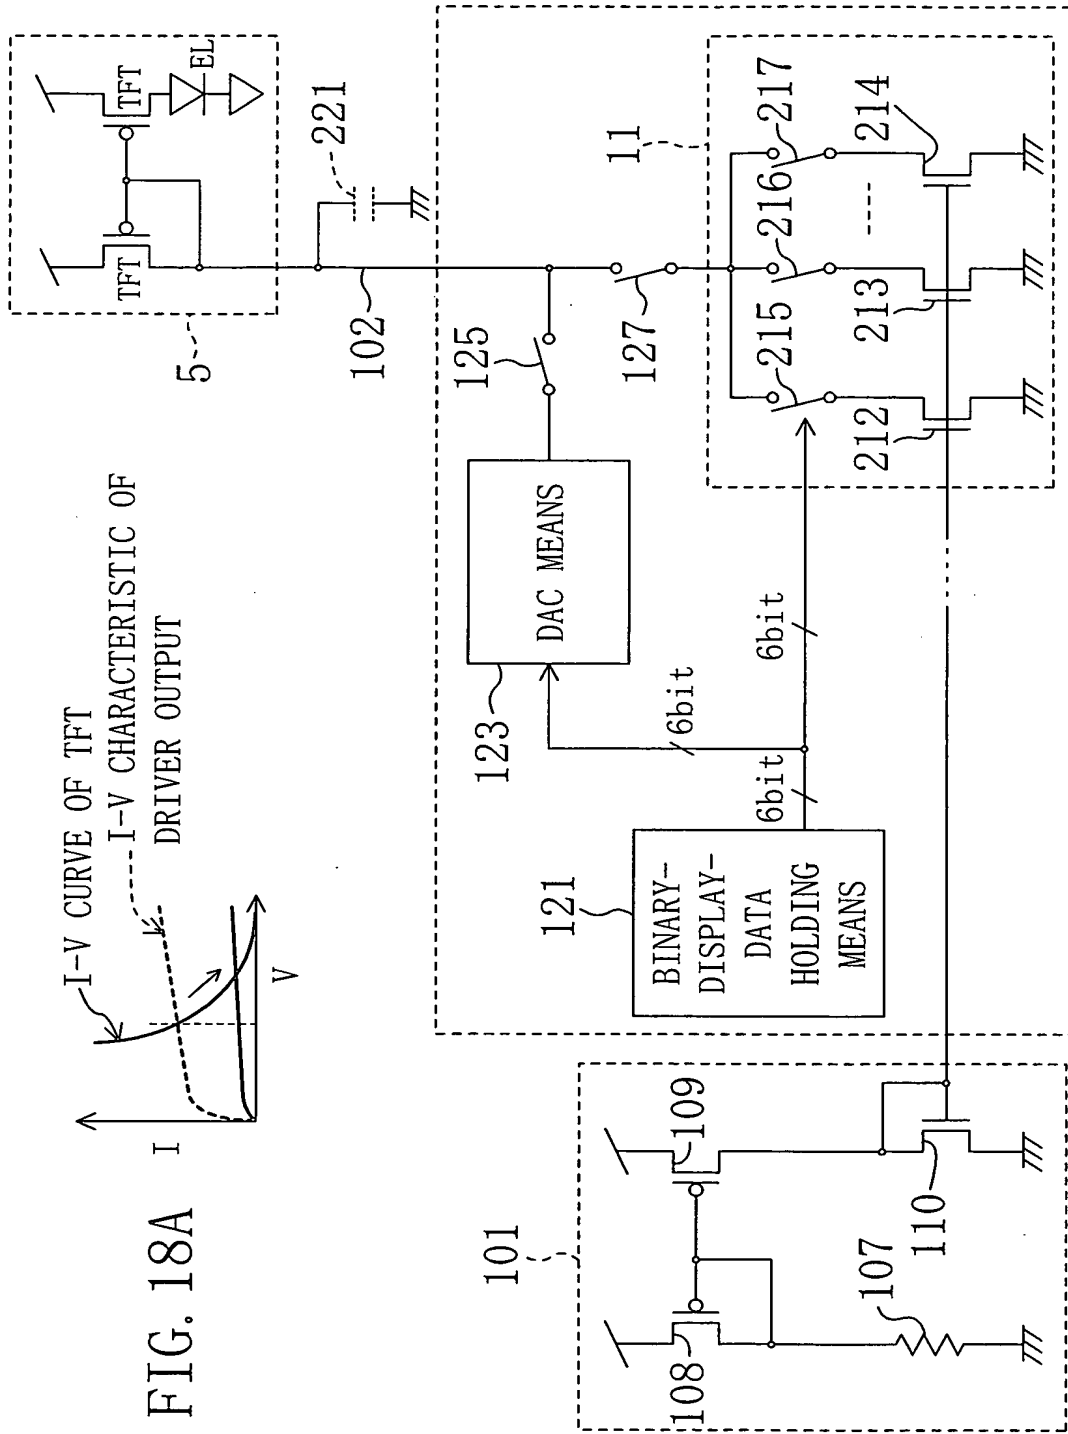 FIG. 18A
I
V
I-V CURVE OF TFT
I-V CHARACTERISTIC OF
DRIVER OUTPUT
5
TFT
TFT
EL
221
102
101
108
109
107
110
121
BINARY-
DISPLAY-
DATA
HOLDING
MEANS
6bit
6bit
6bit
123
DAC MEANS
125
127
11
215
216
217
212
213
214